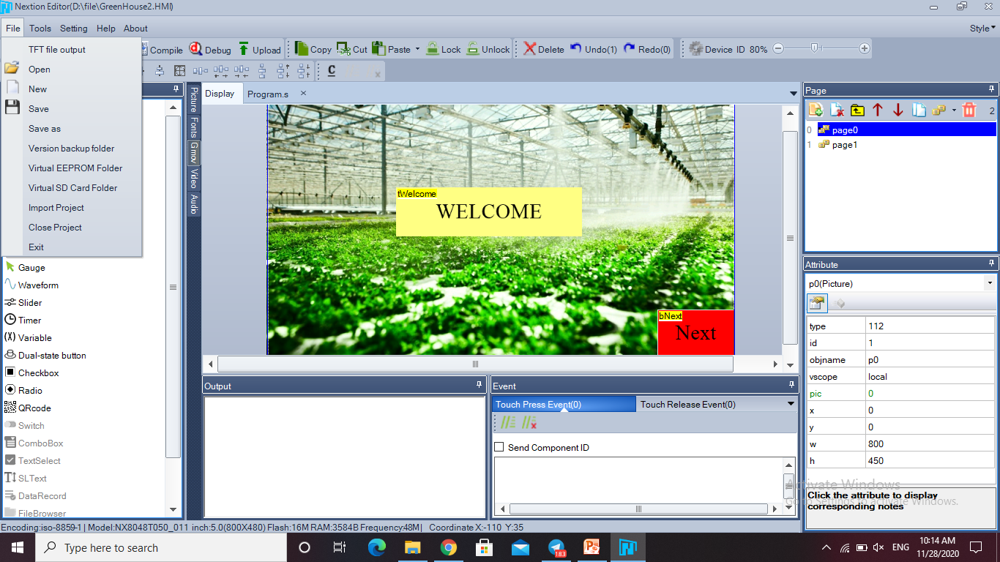 Nextion Editor(D:\file\GreenHouse2.HMI)
File Tools Setting Help About Style
TFT file output
Open
New
Save
Save as
Version backup folder
Virtual EEPROM Folder
Virtual SD Card Folder
Import Project
Close Project
Exit
Compile Debug Upload Copy Cut Paste Lock Unlock Delete Undo(1) Redo(0) Device ID 80%
C
Picture
Fonts
Gmov
Video
Audio
Display Program.s
tWelcome
WELCOME
bNext
Next
Gauge
Waveform
Slider
Timer
(X) Variable
Dual-state button
Checkbox
Radio
QRcode
Switch
ComboBox
TextSelect
SLText
DataRecord
FileBrowser
Output
Event
Touch Press Event(0) Touch Release Event(0)
Send Component ID
Page
2
0 page0
1 page1
Attribute
p0(Picture)
type 112
id 1
objname p0
vscope local
pic 0
x 0
y 0
w 800
h 450
Activate Windows
Go to Settings to activate Windows.
Click the attribute to display
corresponding notes
Encoding:iso-8859-1 | Model:NX8048T050_011 inch:5.0(800X480) Flash:16M RAM:3584B Frequency48M| Coordinate X:-110 Y:35
Type here to search
183
ENG
10:14 AM
11/28/2020